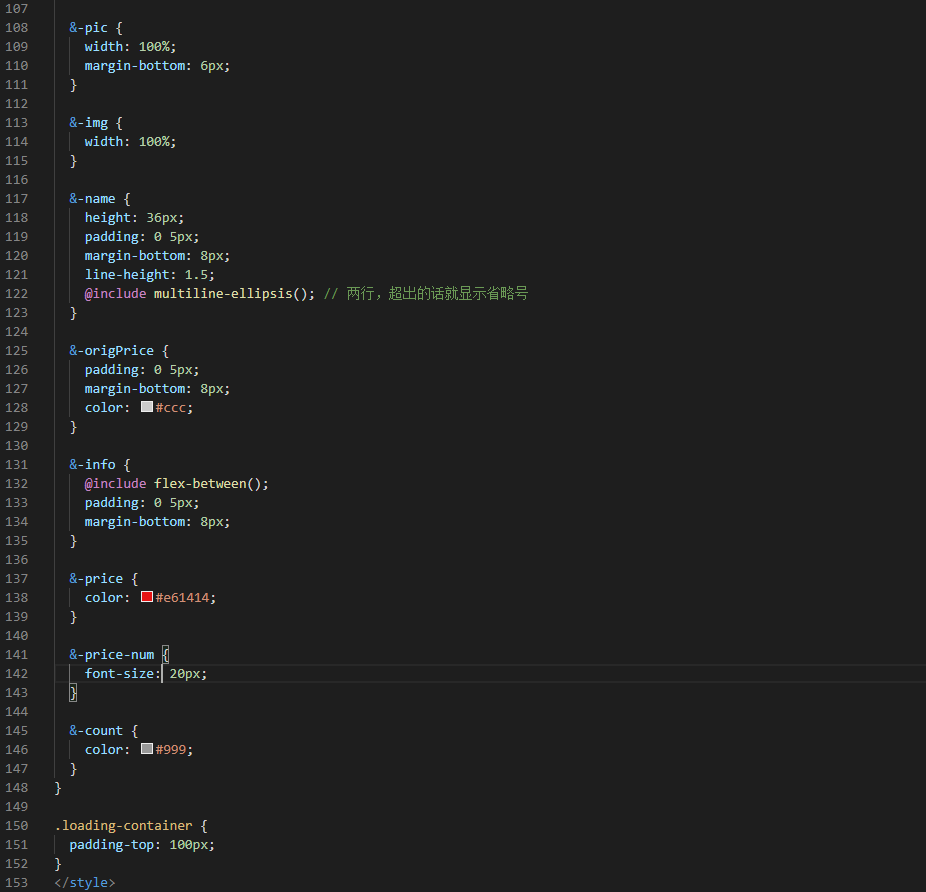 107
108 &-pic {
109 width: 100%;
110 margin-bottom: 6px;
111 }
112
113 &-img {
114 width: 100%;
115 }
116
117 &-name {
118 height: 36px;
119 padding: 0 5px;
120 margin-bottom: 8px;
121 line-height: 1.5;
122 @include multiline-ellipsis(); // 两行，超出的话就显示省略号
123 }
124
125 &-origPrice {
126 padding: 0 5px;
127 margin-bottom: 8px;
128 color: #ccc;
129 }
130
131 &-info {
132 @include flex-between();
133 padding: 0 5px;
134 margin-bottom: 8px;
135 }
136
137 &-price {
138 color: #e61414;
139 }
140
141 &-price-num {
142 font-size: 20px;
143 }
144
145 &-count {
146 color: #999;
147 }
148 }
149
150 .loading-container {
151 padding-top: 100px;
152 }
153 </style>